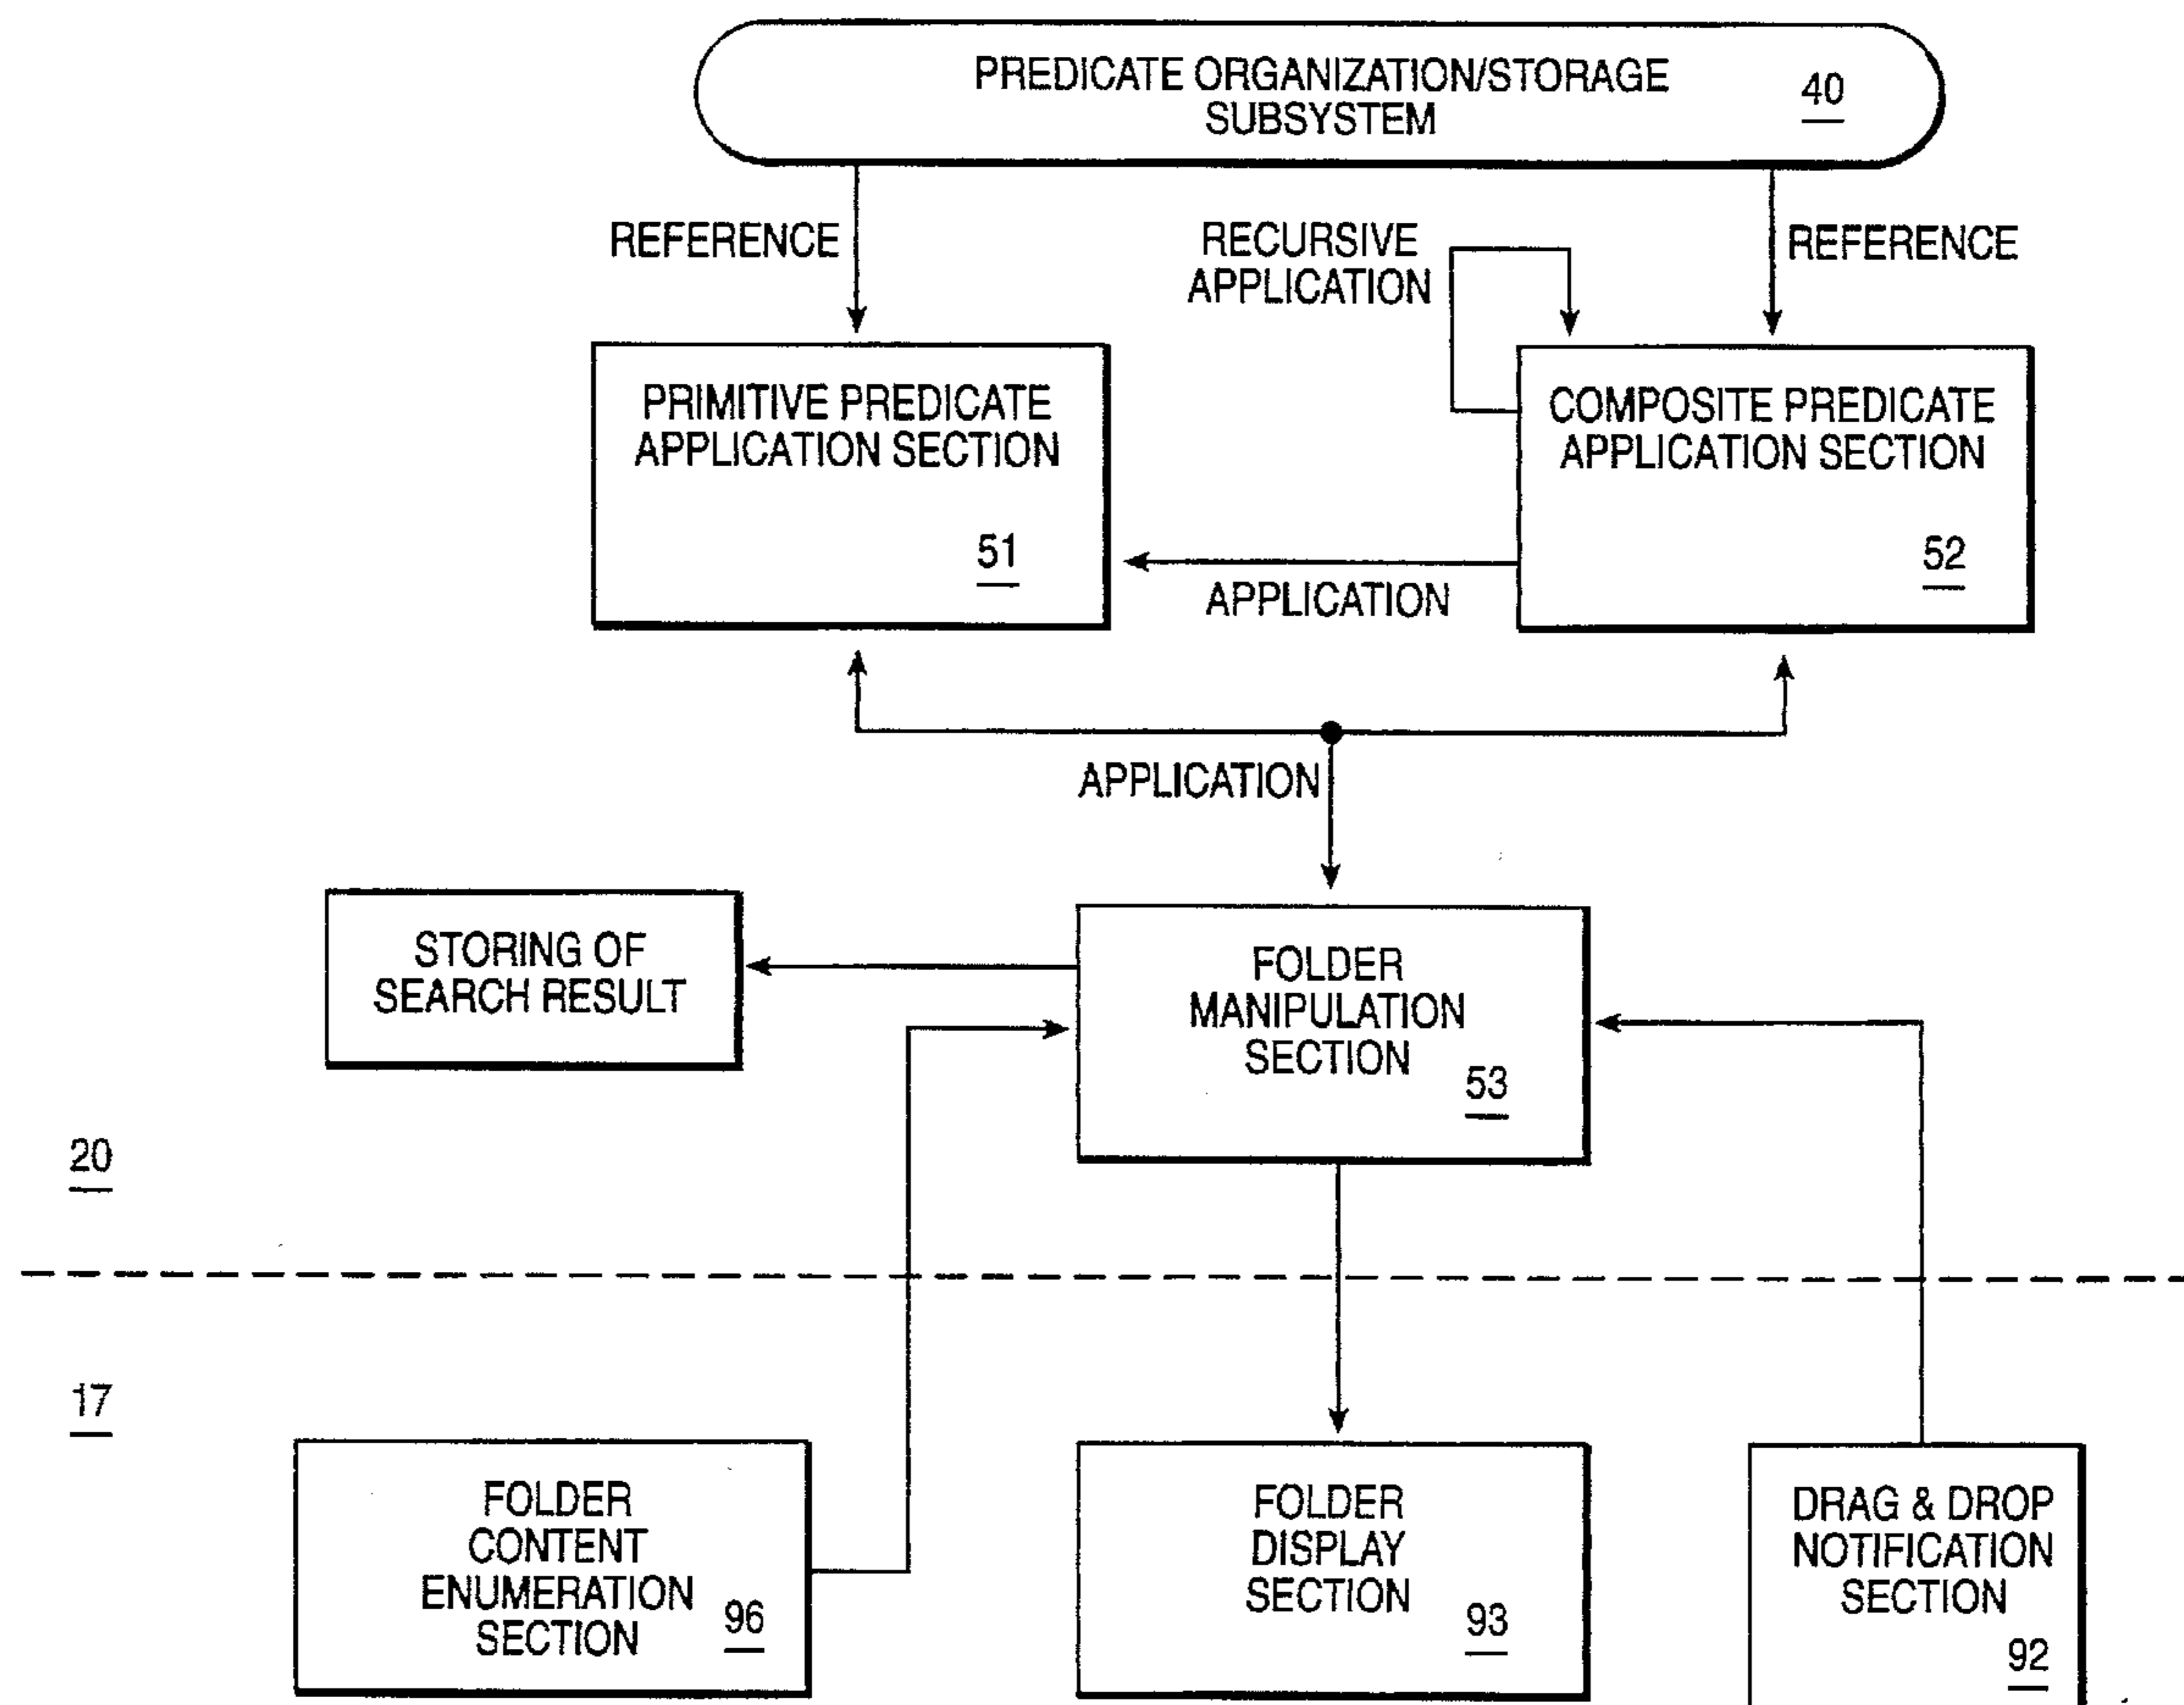 PREDICATE ORGANIZATION/STORAGE
SUBSYSTEM
40
REFERENCE
RECURSIVE
APPLICATION
REFERENCE
PRIMITIVE PREDICATE
APPLICATION SECTION
51
COMPOSITE PREDICATE
APPLICATION SECTION
52
APPLICATION
APPLICATION
STORING OF
SEARCH RESULT
FOLDER
MANIPULATION
SECTION
53
20
17
FOLDER
CONTENT
ENUMERATION
SECTION
96
FOLDER
DISPLAY
SECTION
93
DRAG & DROP
NOTIFICATION
SECTION
92